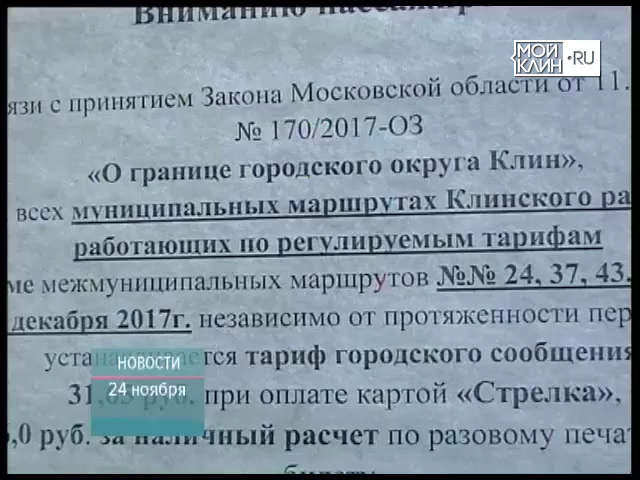 Вниманию пассажир
МОЙ
КЛИН .RU
язи с принятием Закона Московской области от 11.
№ 170/2017-ОЗ
«О границе городского округа Клин»,
всех муниципальных маршрутах Клинского ра
работающих по регулируемым тарифам
ме межмуниципальных маршрутов №№ 24, 37, 43.
декабря 2017г. независимо от протяженности пер
устанавливается тариф городского сообщения
НОВОСТИ
24 ноября
руб. при оплате картой «Стрелка»,
,0 руб. за наличный расчет по разовому печат